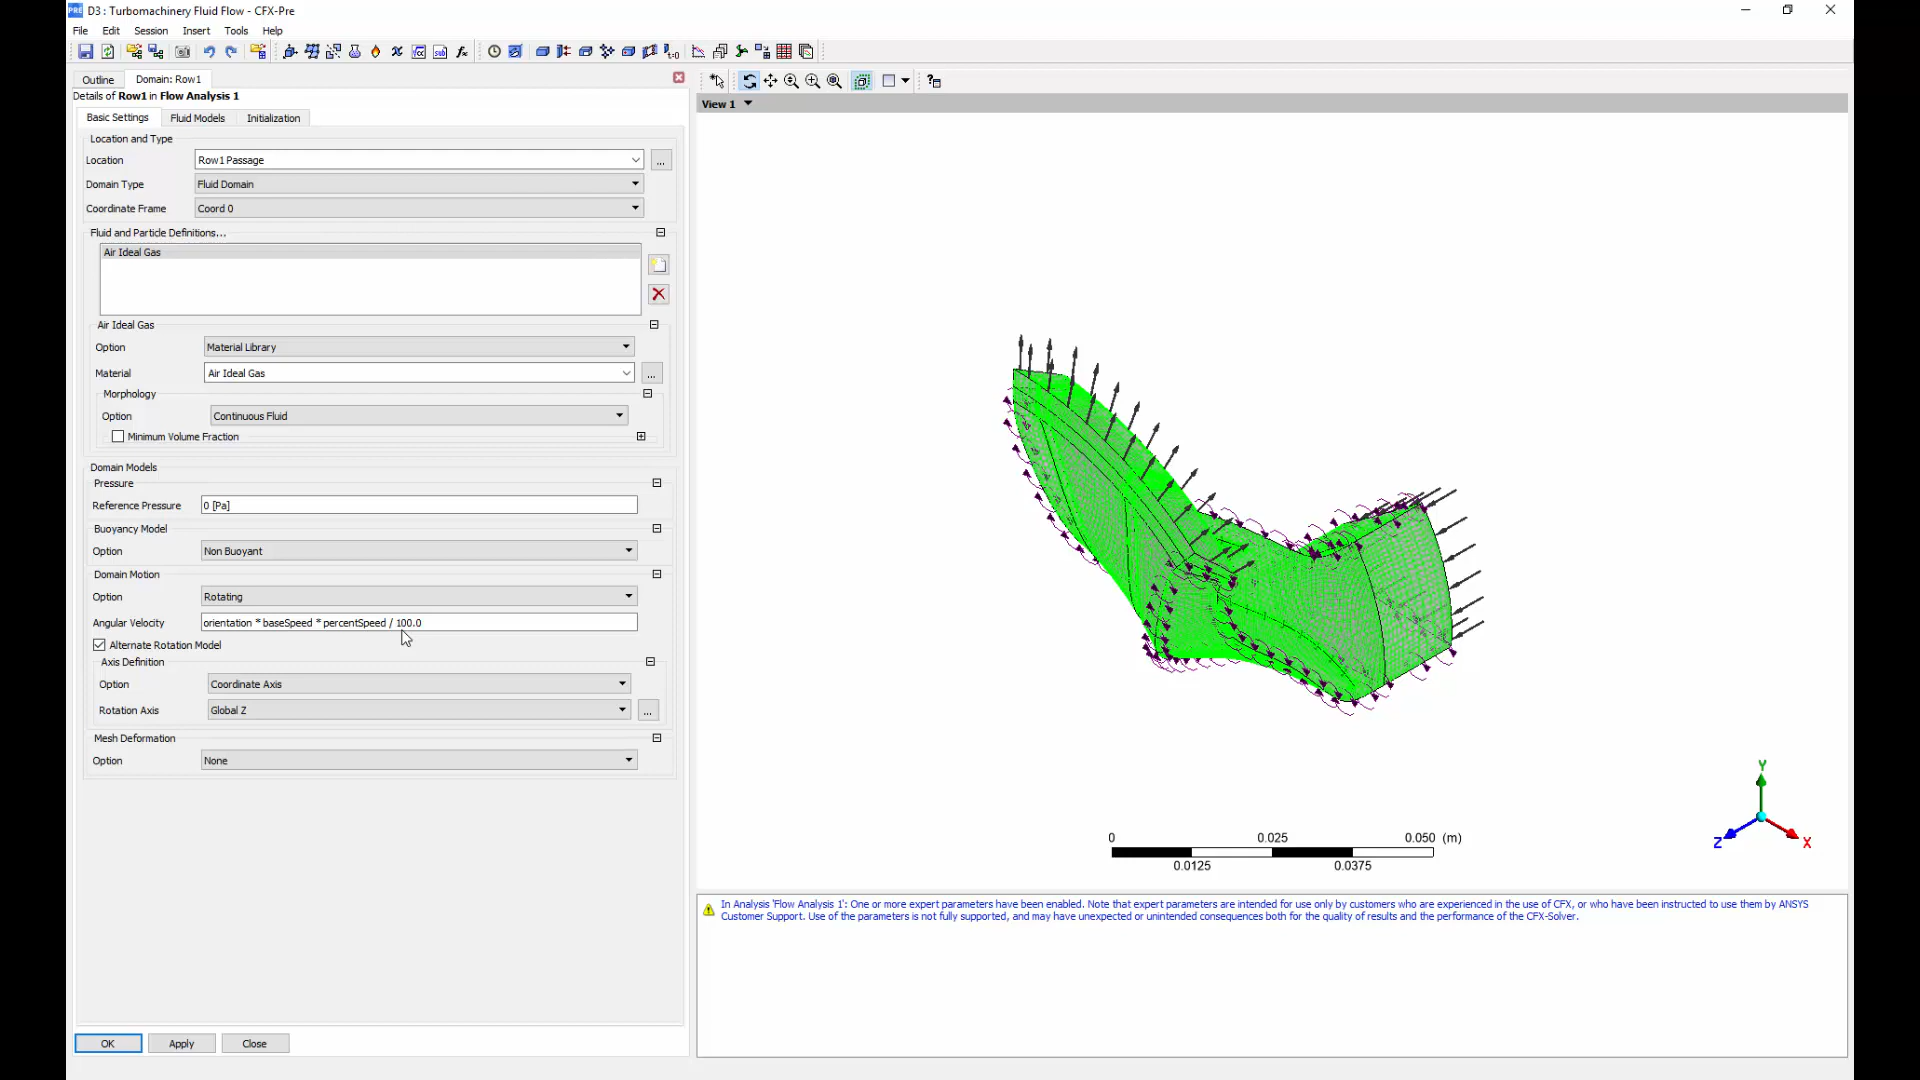 PRE D3 : Turbomachinery Fluid Flow - CFX-Pre
File Edit Session Insert Tools Help
Outline Domain: Row1
Details of Row1 in Flow Analysis 1
Basic Settings Fluid Models Initialization
Location and Type
Location Row1 Passage ...
Domain Type Fluid Domain
Coordinate Frame Coord 0
Fluid and Particle Definitions...
Air Ideal Gas
Air Ideal Gas
Option Material Library
Material Air Ideal Gas ...
Morphology
Option Continuous Fluid
Minimum Volume Fraction
Domain Models
Pressure
Reference Pressure 0 [Pa]
Buoyancy Model
Option Non Buoyant
Domain Motion
Option Rotating
Angular Velocity orientation * baseSpeed * percentSpeed / 100.0
Alternate Rotation Model
Axis Definition
Option Coordinate Axis
Rotation Axis Global Z ...
Mesh Deformation
Option None
OK Apply Close
View 1
0 0.025 0.050 (m)
0.0125 0.0375
Y
Z X
In Analysis 'Flow Analysis 1': One or more expert parameters have been enabled. Note that expert parameters are intended for use only by customers who are experienced in the use of CFX, or who have been instructed to use them by ANSYS
Customer Support. Use of the parameters is not fully supported, and may have unexpected or unintended consequences both for the quality of results and the performance of the CFX-Solver.